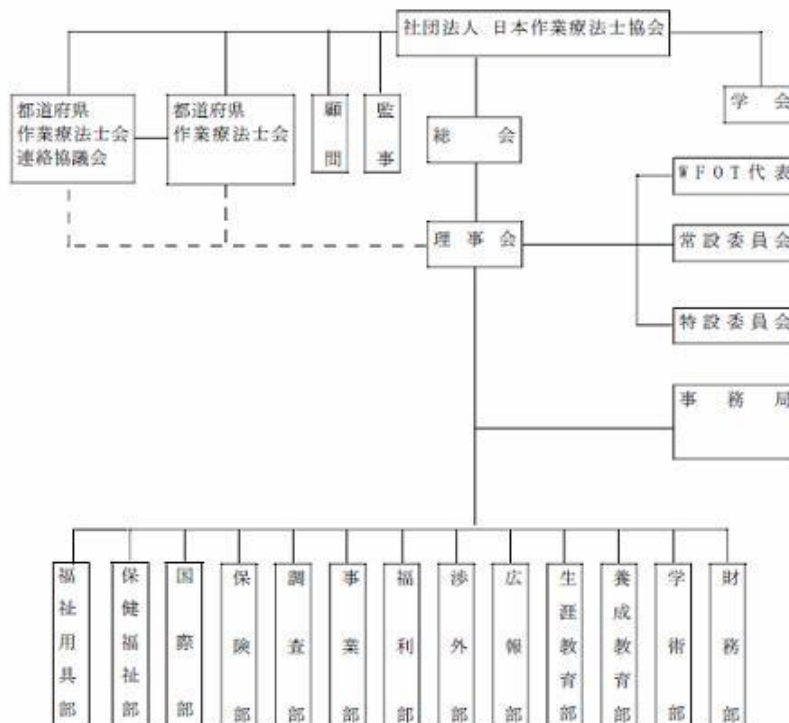 社団法人 日本作業療法士協会
都道府県
作業療法士会
連絡協議会
都道府県
作業療法士会
顧問
監事
総会
学会
WFOT代表
理事会
常設委員会
特設委員会
事務局
福祉用具部
保健福祉部
国際部
保険部
調査部
事業部
福利部
渉外部
広報部
生涯教育部
養成教育部
学術部
財務部